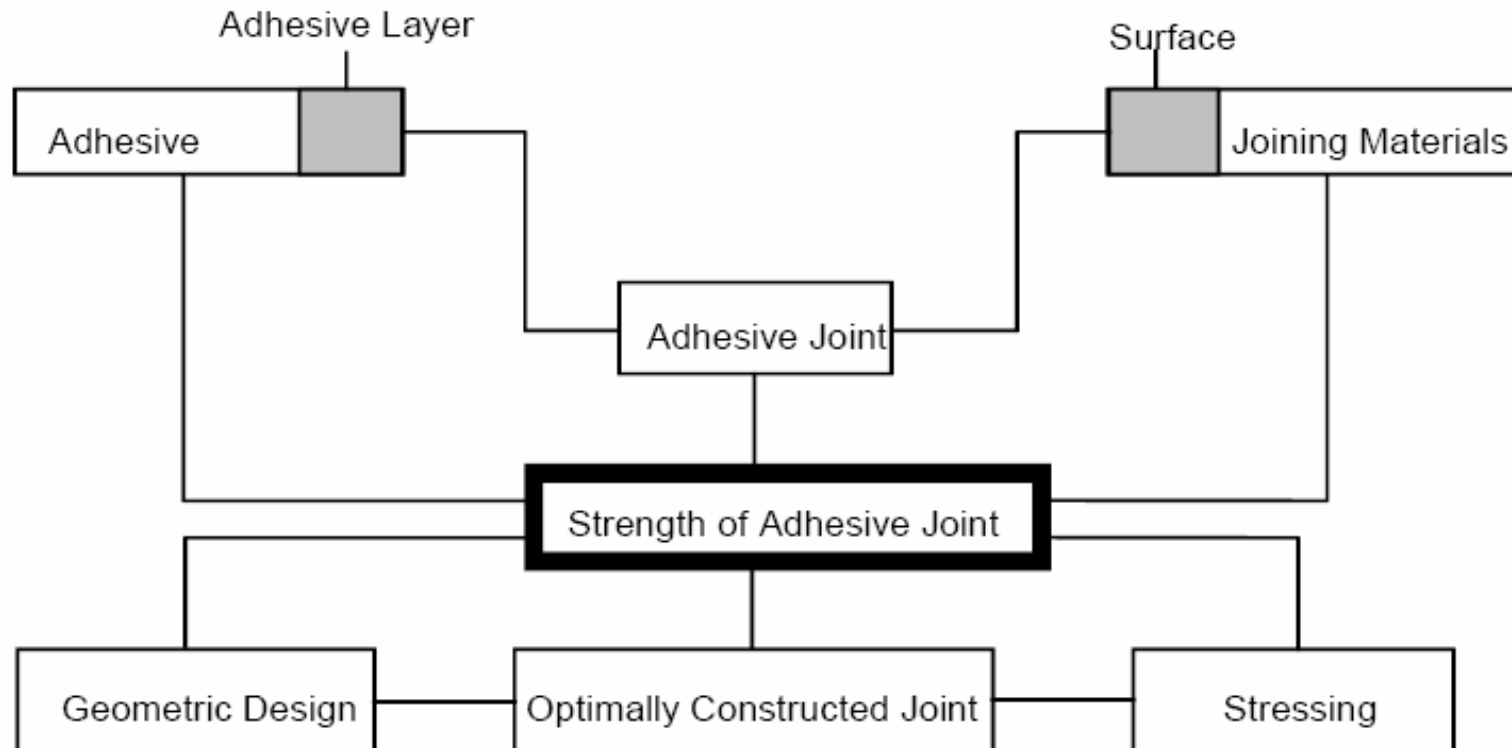 Adhesive Layer
Surface
Adhesive
Joining Materials
Adhesive Joint
Strength of Adhesive Joint
Geometric Design
Optimally Constructed Joint
Stressing